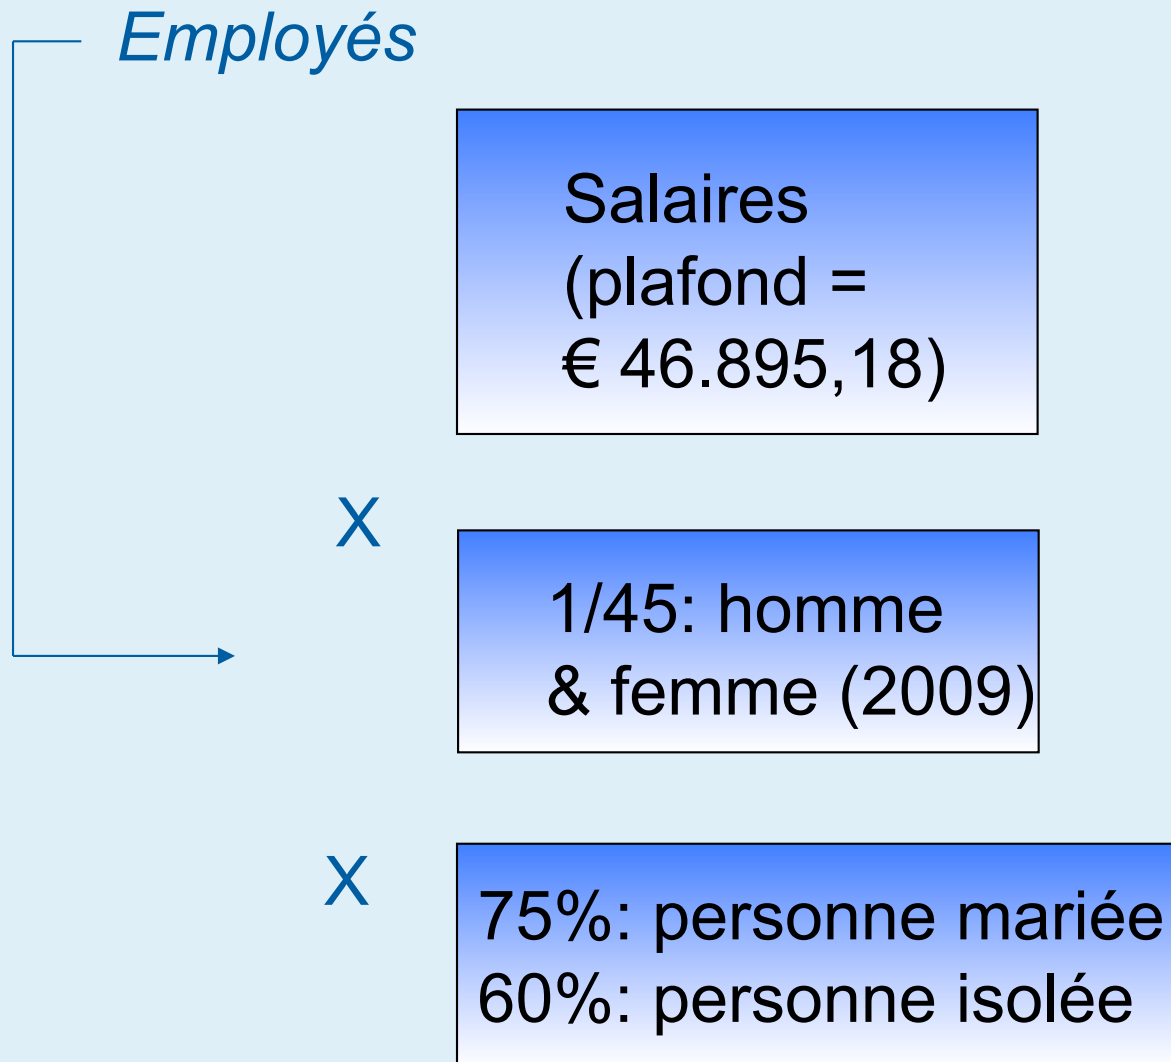 Employés
Salaires
(plafond =
€ 46.895,18)
X
1/45: homme
& femme (2009)
X
75%: personne mariée
60%: personne isolée